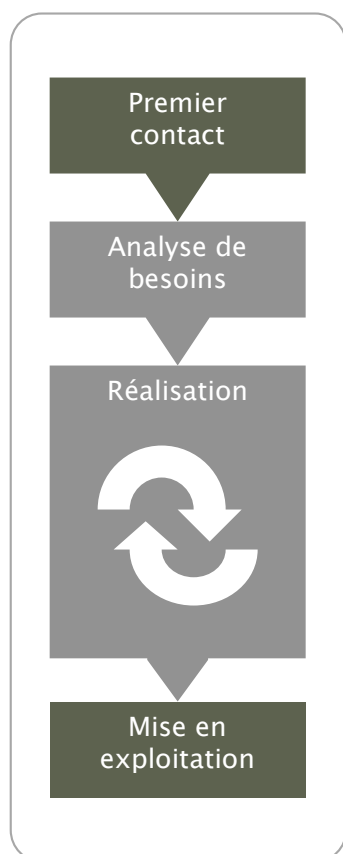 Premier
contact
Analyse de
besoins
Réalisation
Mise en
exploitation